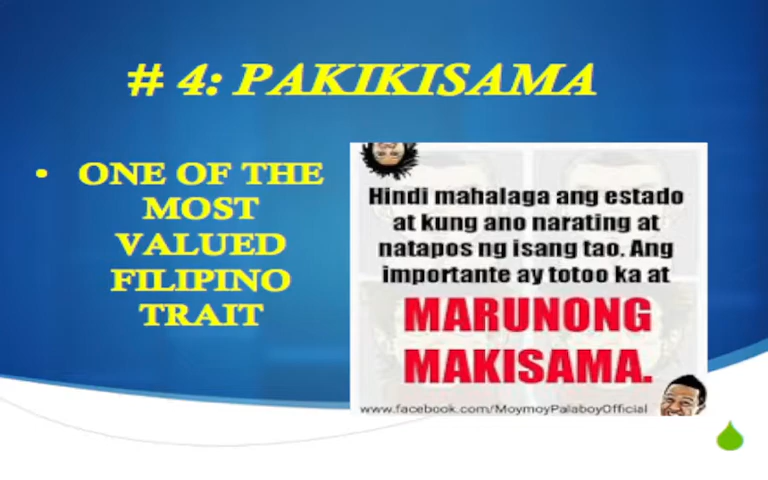 # 4: PAKIKISAMA
• ONE OF THE
MOST
VALUED
FILIPINO
TRAIT
Hindi mahalaga ang estado
at kung ano narating at
natapos ng isang tao. Ang
importante ay totoo ka at
MARUNONG
MAKISAMA.
www.facebook.com/MoymoyPalaboyOfficial